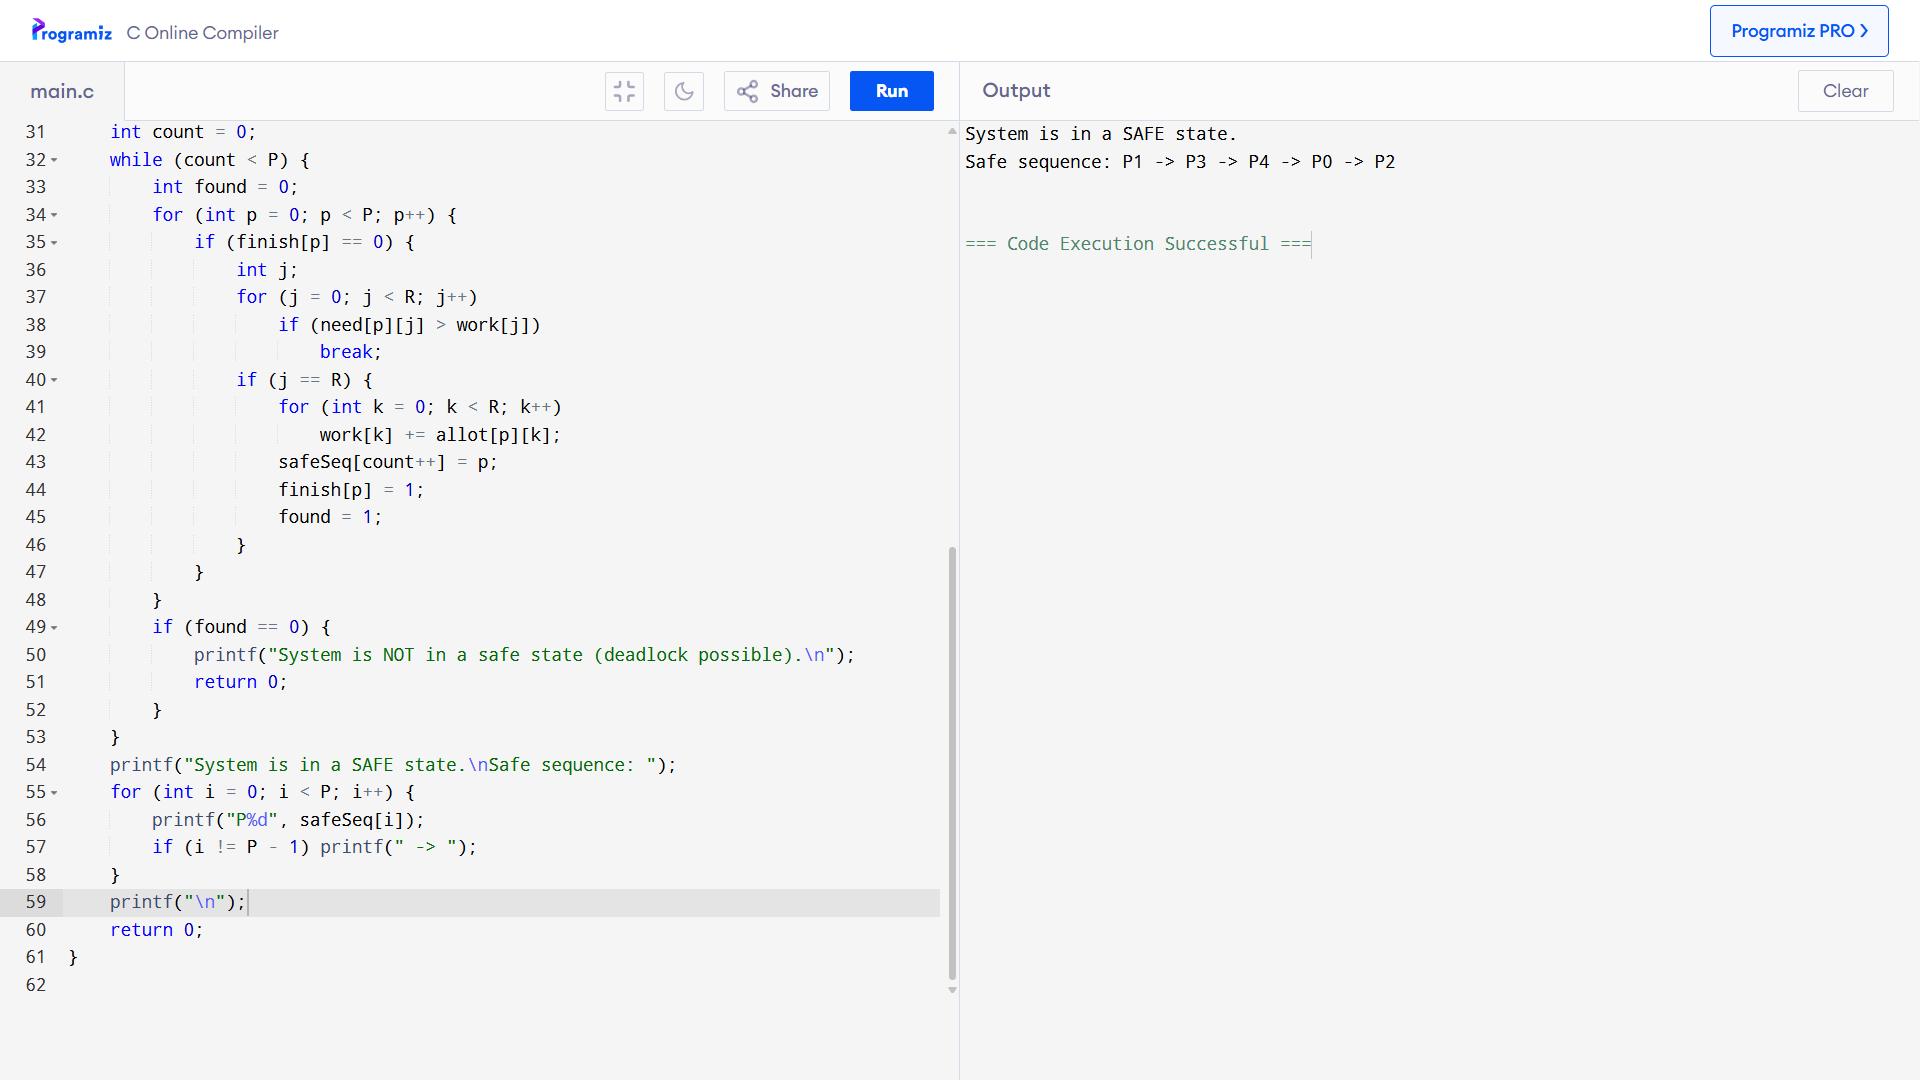 Programiz C Online Compiler
Programiz PRO
main.c
Share
Run
Output
Clear
31 int count = 0;
32 while (count < P) {
33 int found = 0;
34 for (int p = 0; p < P; p++) {
35 if (finish[p] == 0) {
36 int j;
37 for (j = 0; j < R; j++)
38 if (need[p][j] > work[j])
39 break;
40 if (j == R) {
41 for (int k = 0; k < R; k++)
42 work[k] += allot[p][k];
43 safeSeq[count++] = p;
44 finish[p] = 1;
45 found = 1;
46 }
47 }
48 }
49 if (found == 0) {
50 printf("System is NOT in a safe state (deadlock possible).\n");
51 return 0;
52 }
53 }
54 printf("System is in a SAFE state.\nSafe sequence: ");
55 for (int i = 0; i < P; i++) {
56 printf("P%d", safeSeq[i]);
57 if (i != P - 1) printf(" -> ");
58 }
59 printf("\n");
60 return 0;
61 }
62
System is in a SAFE state.
Safe sequence: P1 -> P3 -> P4 -> P0 -> P2
=== Code Execution Successful ===